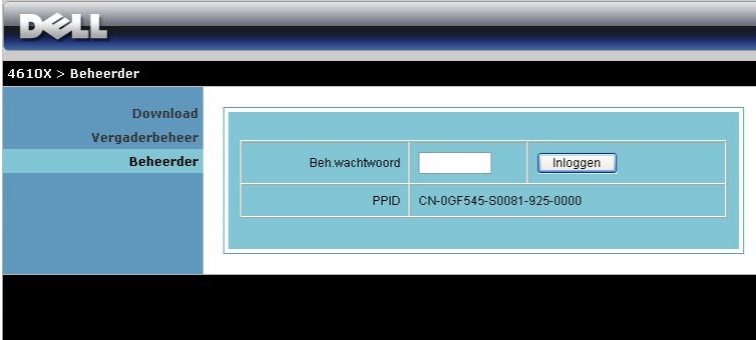 DELL
4610X > Beheerder
Download
Vergaderbeheer
Beheerder
Beh.wachtwoord Inloggen
PPID CN-0GF545-S0081-925-0000